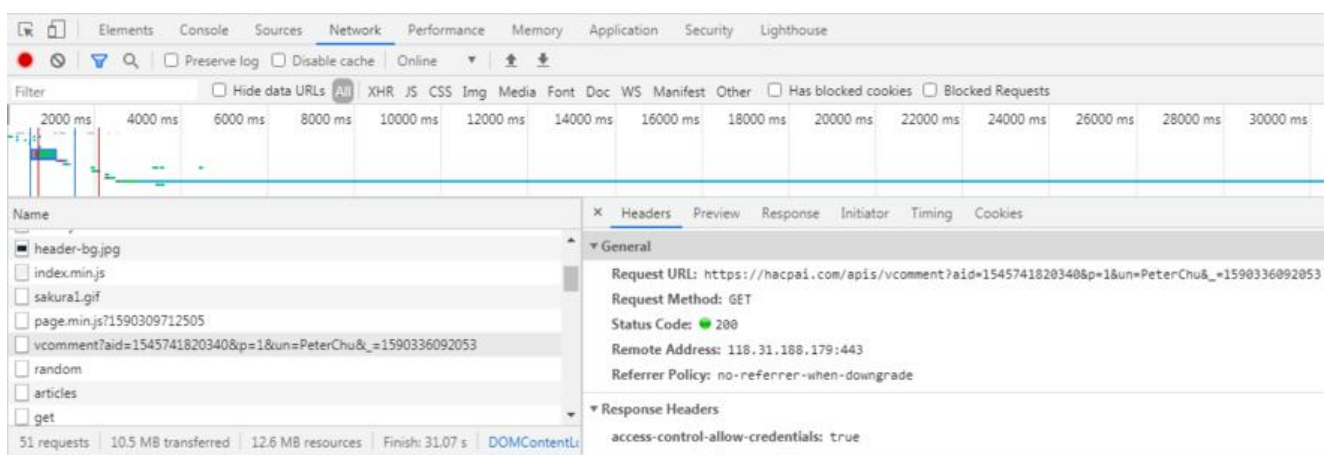 Elements Console Sources Network Performance Memory Application Security Lighthouse
Preserve log Disable cache Online
Filter Hide data URLs All XHR JS CSS Img Media Font Doc WS Manifest Other Has blocked cookies Blocked Requests
2000 ms 4000 ms 6000 ms 8000 ms 10000 ms 12000 ms 14000 ms 16000 ms 18000 ms 20000 ms 22000 ms 24000 ms 26000 ms 28000 ms 30000 ms
Name
header-bg.jpg
index.min.js
sakura1.gif
page.min.js?1590309712505
vcomment?aid=1545741820340&p=1&un=PeterChu&_=1590336092053
random
articles
get
51 requests 10.5 MB transferred 12.6 MB resources Finish: 31.07 s DOMContentL
× Headers Preview Response Initiator Timing Cookies
General
Request URL: https://hacpai.com/apis/vcomment?aid=1545741820340&p=1&un=PeterChu&_=1590336092053
Request Method: GET
Status Code: 200
Remote Address: 118.31.188.179:443
Referrer Policy: no-referrer-when-downgrade
Response Headers
access-control-allow-credentials: true